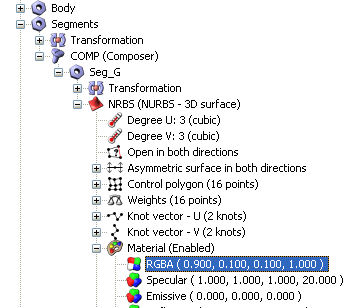 Body
Segments
Transformation
COMP (Composer)
Seg_G
Transformation
NRBS (NURBS - 3D surface)
Degree U: 3 (cubic)
Degree V: 3 (cubic)
Open in both directions
Asymmetric surface in both directions
Control polygon (16 points)
Weights (16 points)
Knot vector - U (2 knots)
Knot vector - V (2 knots)
Material (Enabled)
RGBA ( 0.900, 0.100, 0.100, 1.000 )
Specular ( 1.000, 1.000, 1.000, 20.000 )
Emissive ( 0.000, 0.000, 0.000 )